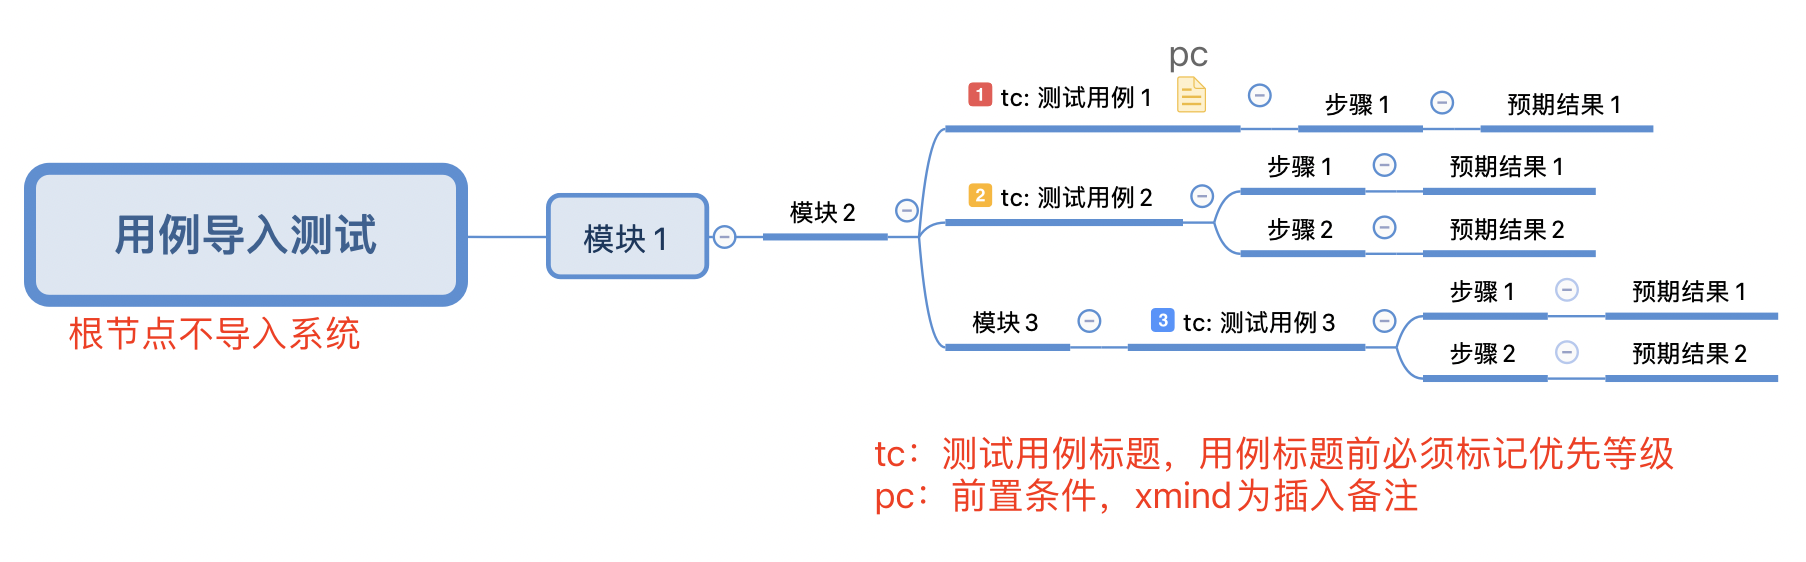 pc
1 tc: 测试用例 1
步骤 1
预期结果 1
2 tc: 测试用例 2
步骤 1
预期结果 1
步骤 2
预期结果 2
用例导入测试
模块 1
模块 2
模块 3
3 tc: 测试用例 3
步骤 1
预期结果 1
步骤 2
预期结果 2
根节点不导入系统
tc：测试用例标题，用例标题前必须标记优先等级
pc：前置条件，xmind为插入备注